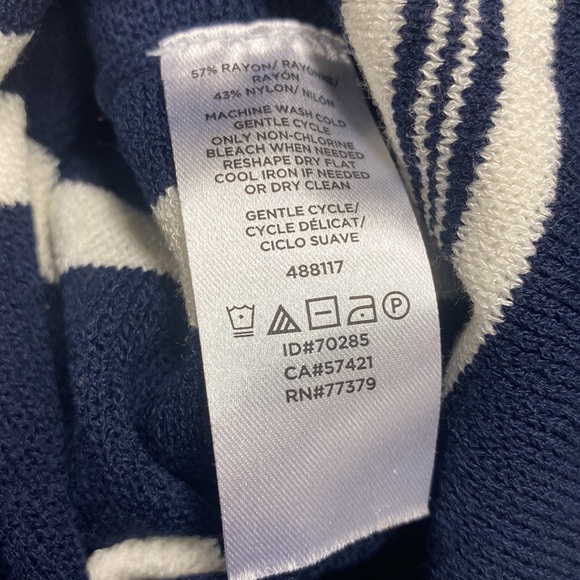 57% RAYON/ RAYONNE/
RAYÓN
43% NYLON/ NILÓN
MACHINE WASH COLD
GENTLE CYCLE
ONLY NON-CHLORINE
BLEACH WHEN NEEDED
RESHAPE DRY FLAT
COOL IRON IF NEEDED
OR DRY CLEAN
GENTLE CYCLE/
CYCLE DÉLICAT/
CICLO SUAVE
488117
P
ID#70285
CA#57421
RN#77379